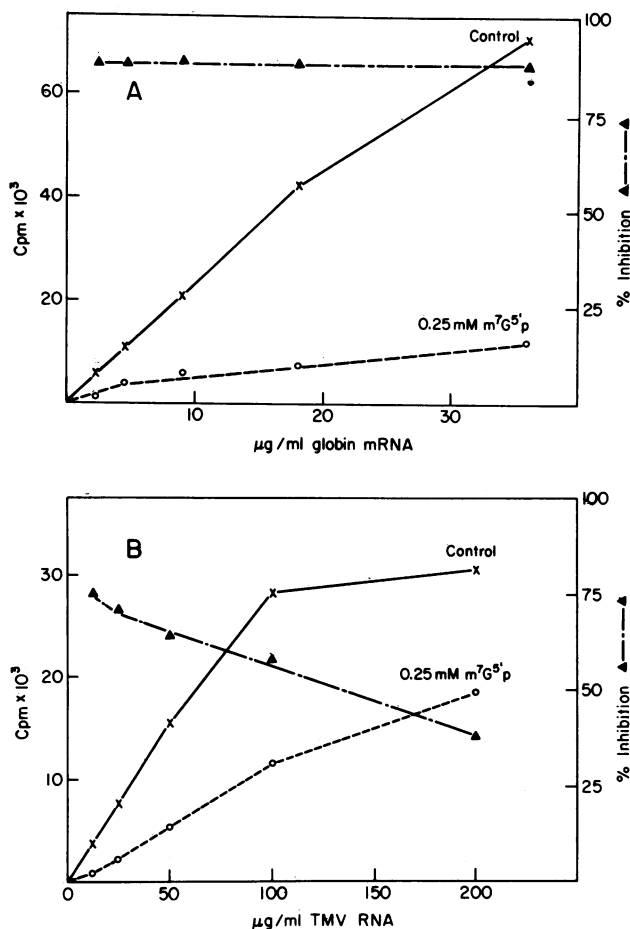 A
Control
0.25 mM m⁷G⁵'p
Cpm x 10³
60
40
20
10
20
30
µg/ml globin mRNA
100
75
50
25
% Inhibition
B
Control
0.25 mM m⁷G⁵'p
Cpm x 10³
30
20
10
0
50
100
150
200
µg/ml TMV RNA
100
75
50
25
% Inhibition